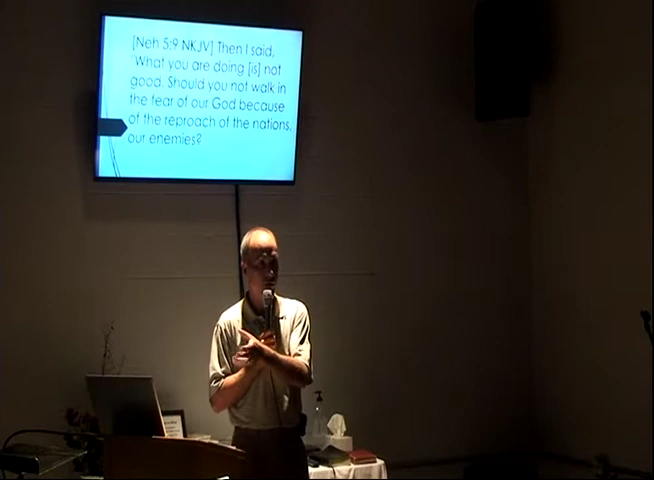 [Neh 5:9 NKJV] Then I said,
"What you are doing [is] not
good. Should you not walk in
the fear of our God because
of the reproach of the nations,
our enemies?